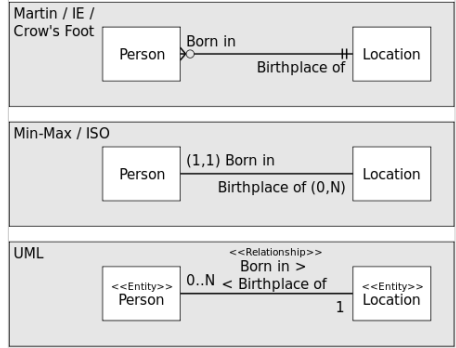 Martin / IE /
Crow's Foot
Person
Born in
Birthplace of
Location
Min-Max / ISO
Person
(1,1) Born in
Birthplace of (0,N)
Location
UML
<<Relationship>>
Born in >
<<Entity>>
Person
0..N < Birthplace of
1
<<Entity>>
Location